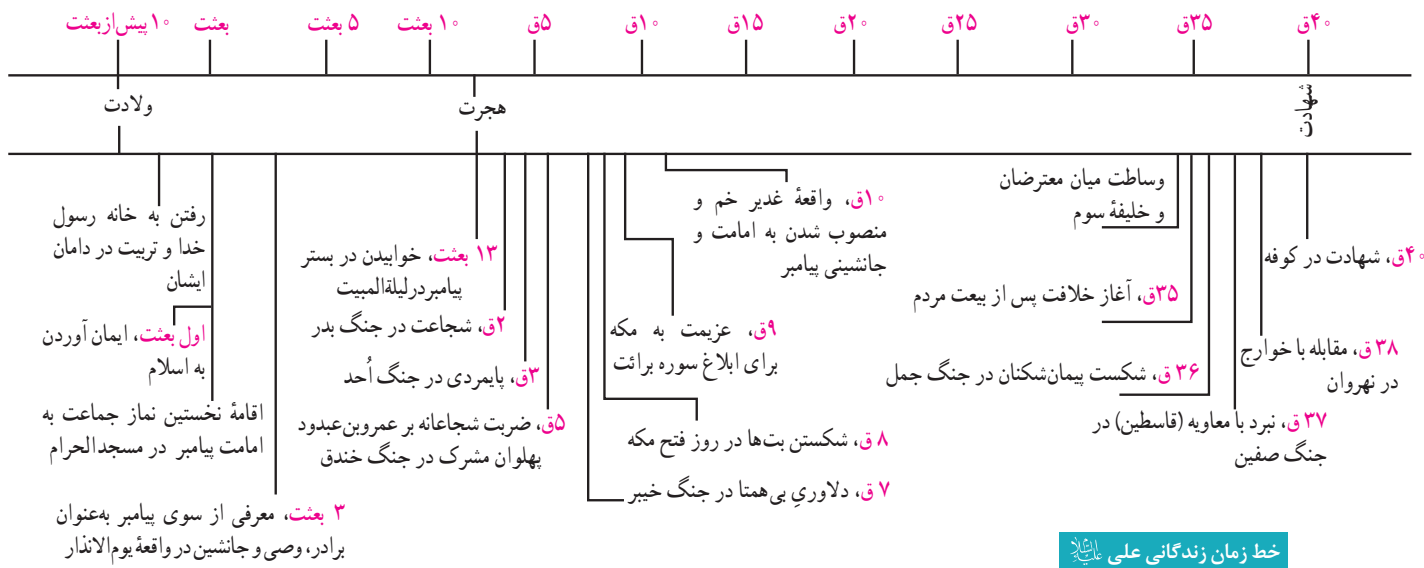 ۱۰ پیش از بعثت
بعثت
۵ بعثت
۱۰ بعثت
۵ق
۱۰ق
۱۵ق
۲۰ق
۲۵ق
۳۰ق
۳۵ق
۴۰ق
ولادت
هجرت
شهادت
رفتن به خانه رسول
خدا و تربیت در دامان
ایشان
اول بعثت، ایمان آوردن
به اسلام
اقامهٔ نخستین نماز جماعت به
امامت پیامبر در مسجدالحرام
۳ بعثت، معرفی از سوی پیامبر به‌عنوان
برادر، وصی و جانشین در واقعهٔ یوم‌الانذار
۱۳ بعثت، خوابیدن در بستر
پیامبر در لیلةالمبیت
۲ق، شجاعت در جنگ بدر
۳ق، پایمردی در جنگ اُحد
۵ق، ضربت شجاعانه بر عمروبن‌عبدود
پهلوان مشرک در جنگ خندق
۷ ق، دلاوریِ بی‌همتا در جنگ خیبر
۸ ق، شکستن بت‌ها در روز فتح مکه
۹ق، عزیمت به مکه
برای ابلاغ سوره برائت
۱۰ق، واقعهٔ غدیر خم و
منصوب شدن به امامت و
جانشینی پیامبر
وساطت میان معترضان
و خلیفهٔ سوم
۳۵ق، آغاز خلافت پس از بیعت مردم
۳۶ ق، شکست پیمان‌شکنان در جنگ جمل
۳۷ ق، نبرد با معاویه (قاسطین) در
جنگ صفین
۳۸ ق، مقابله با خوارج
در نهروان
۴۰ق، شهادت در کوفه
خط زمان زندگانی علی علیه‌السلام